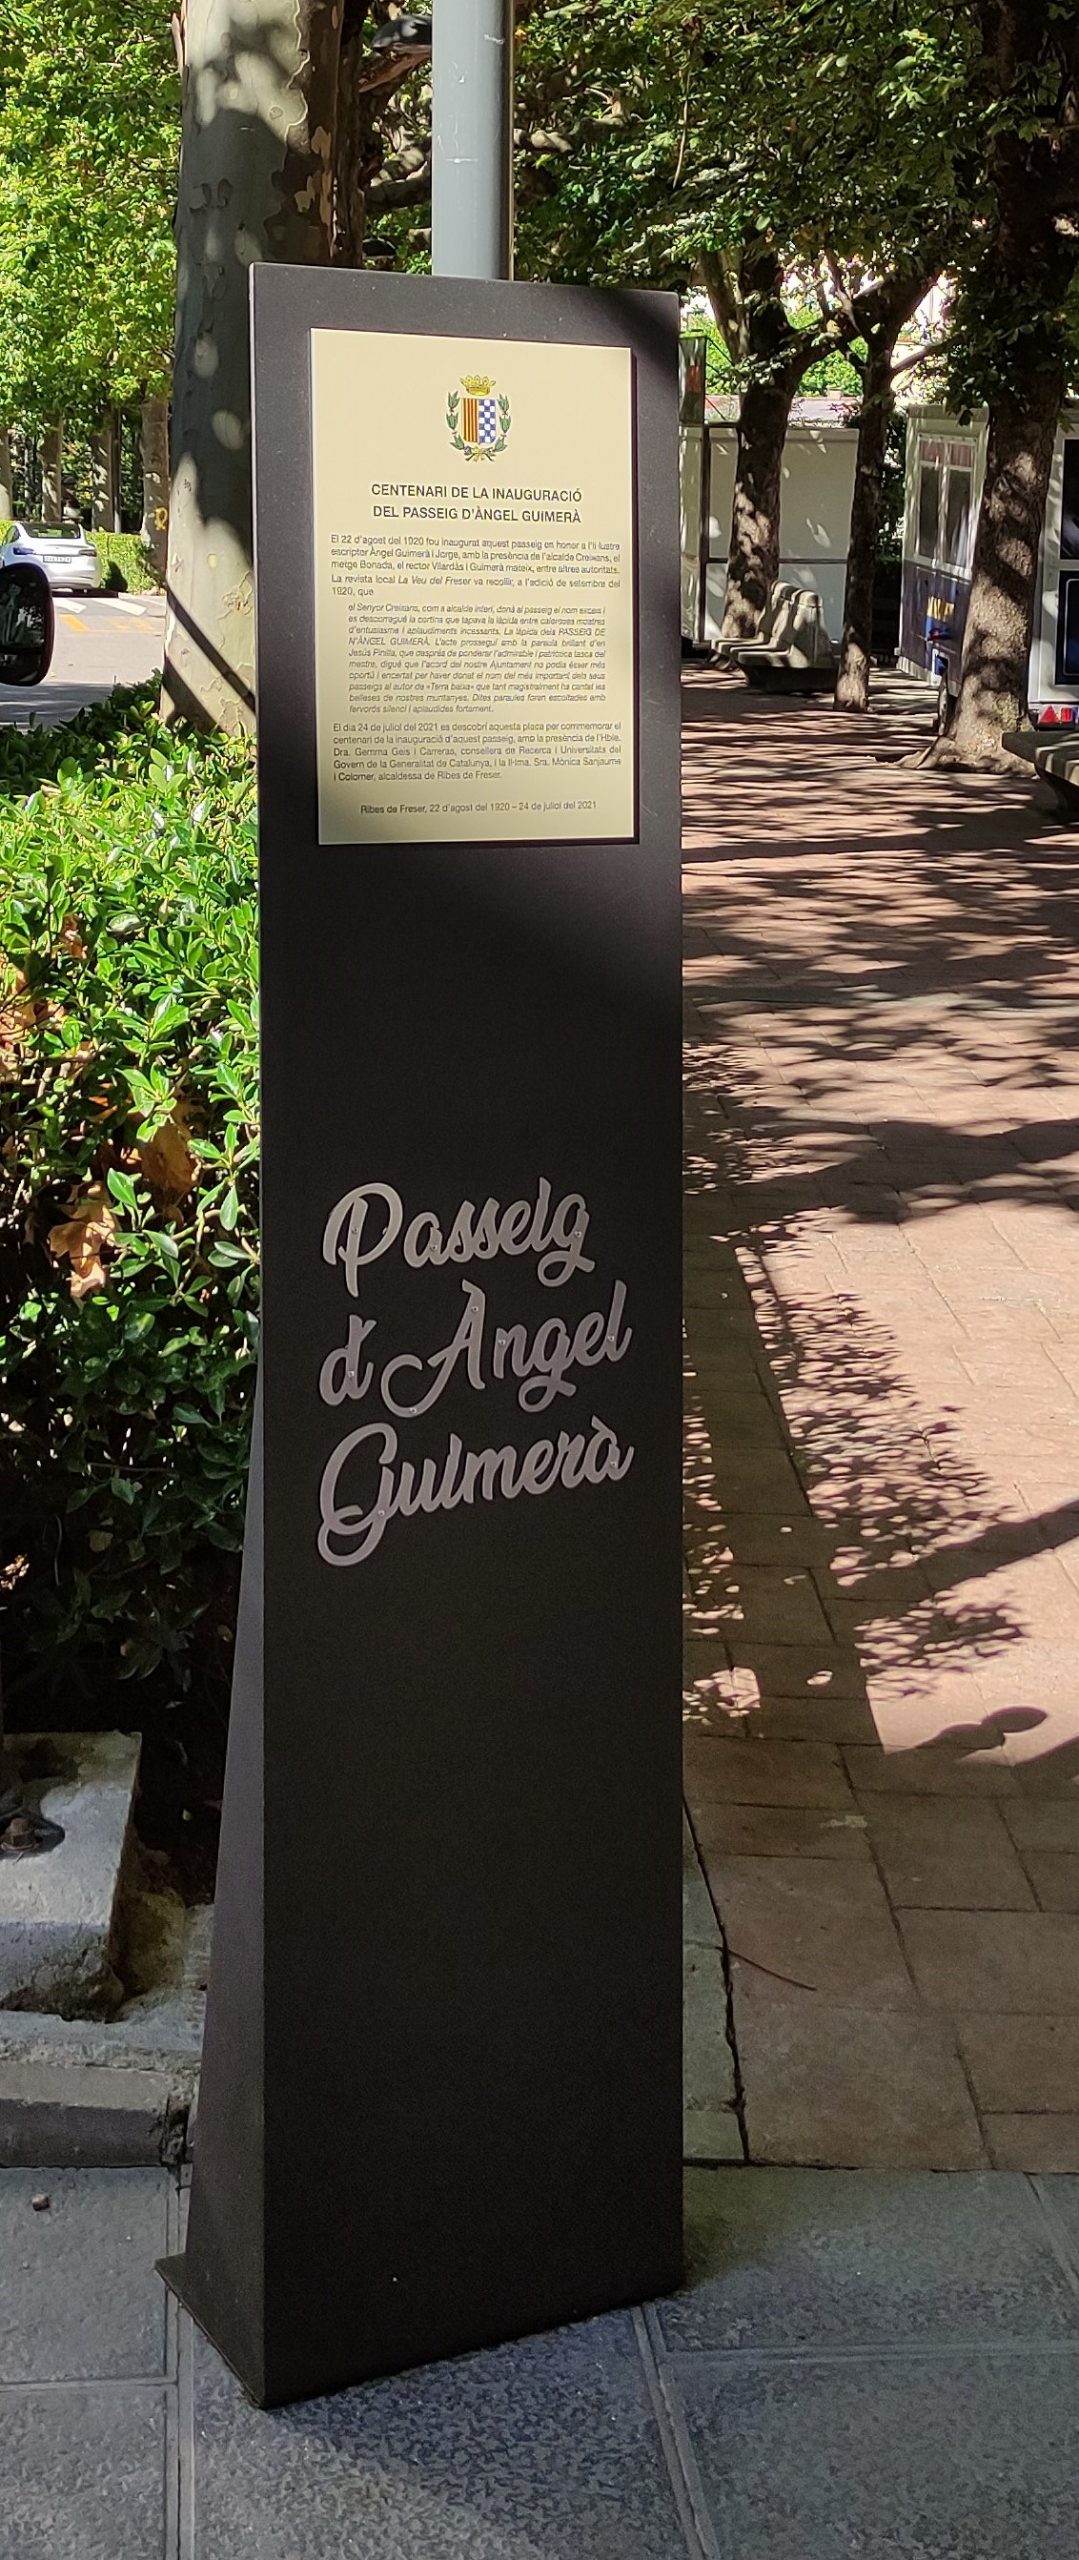 CENTENARI DE LA INAUGURACIÓ
DEL PASSEIG D'ÀNGEL GUIMERÀ
El 22 d'agost del 1920 fou inaugurat aquest passeig en honor a l'il·lustre
escriptor Àngel Guimerà i Jorge, amb la presència de l'alcalde Creixans, el
metge Bonada, el rector Vilardàs i Guimerà mateix, entre altres autoritats.
La revista local La Veu del Freser va recollir, a l'edició de setembre del
1920, que
el Senyor Creixans, com a alcalde interí, donà al passeig el nom exceis i
es descorregué la cortina que tapava la làpida entre caloroses mostres
d'entusiasme i aplaudiments incessants. La làpida deia PASSEIG DE
N'ÀNGEL GUIMERÀ. L'acte prosseguí amb la paraula brillant d'en
Jesús Pinilla, que després de ponderar l'admirable i patriòtica tasca del
mestre, digué que l'acord del nostre Ajuntament no podia ésser més
oportú i encertat per haver donat el nom del més important dels seus
passeigs al autor de «Terra baixa» que tant magistralment ha cantat les
belleses de nostres muntanyes. Dites paraules foren escoltades amb
fervorós silenci i aplaudides fortament.
El dia 24 de juliol del 2021 es descobrí aquesta placa per commemorar el
centenari de la inauguració d'aquest passeig, amb la presència de l'Hble.
Dra. Gemma Geis i Carreras, consellera de Recerca i Universitats del
Govern de la Generalitat de Catalunya, i la Il·lma. Sra. Mònica Sanjaume
i Colomer, alcaldessa de Ribes de Freser.
Ribes de Freser, 22 d'agost del 1920 – 24 de juliol del 2021
Passeig
d'Àngel
Guimerà